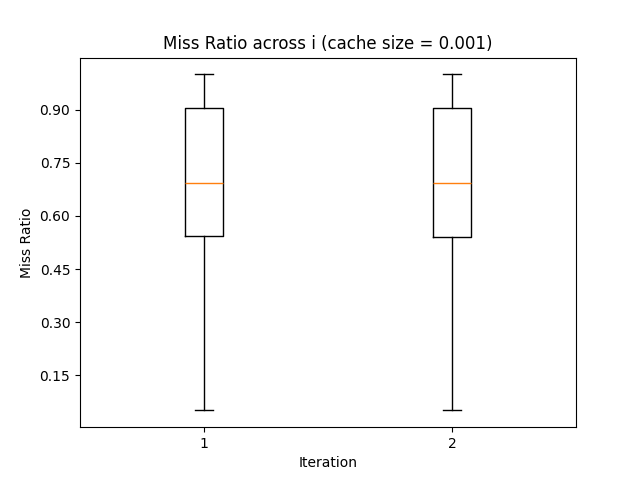 Miss Ratio across i (cache size = 0.001)
Miss Ratio
0.90
0.75
0.60
0.45
0.30
0.15
1 2
Iteration